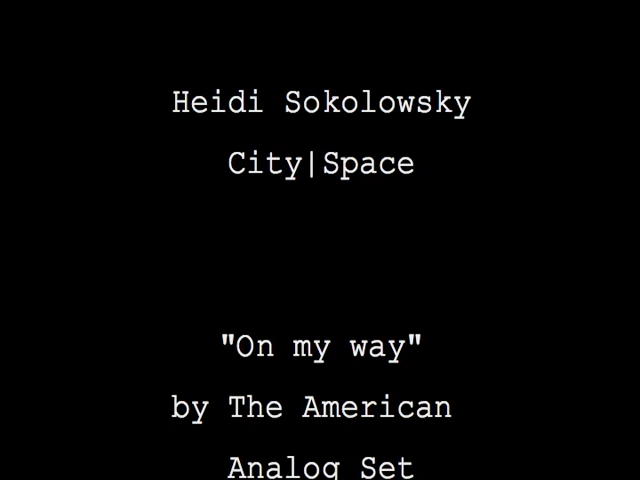 Heidi Sokolowsky
City|Space
"On my way"
by The American
Analog Set